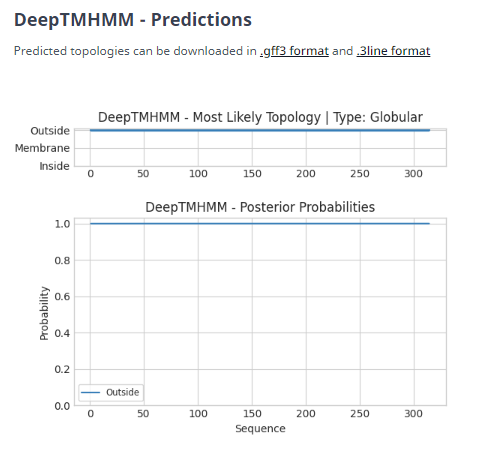 DeepTMHMM - Predictions
Predicted topologies can be downloaded in .gff3 format and .3line format
DeepTMHMM - Most Likely Topology | Type: Globular
Outside
Membrane
Inside
0 50 100 150 200 250 300
DeepTMHMM - Posterior Probabilities
1.0
0.8
0.6
0.4
0.2
0.0
Probability
Outside
0 50 100 150 200 250 300
Sequence